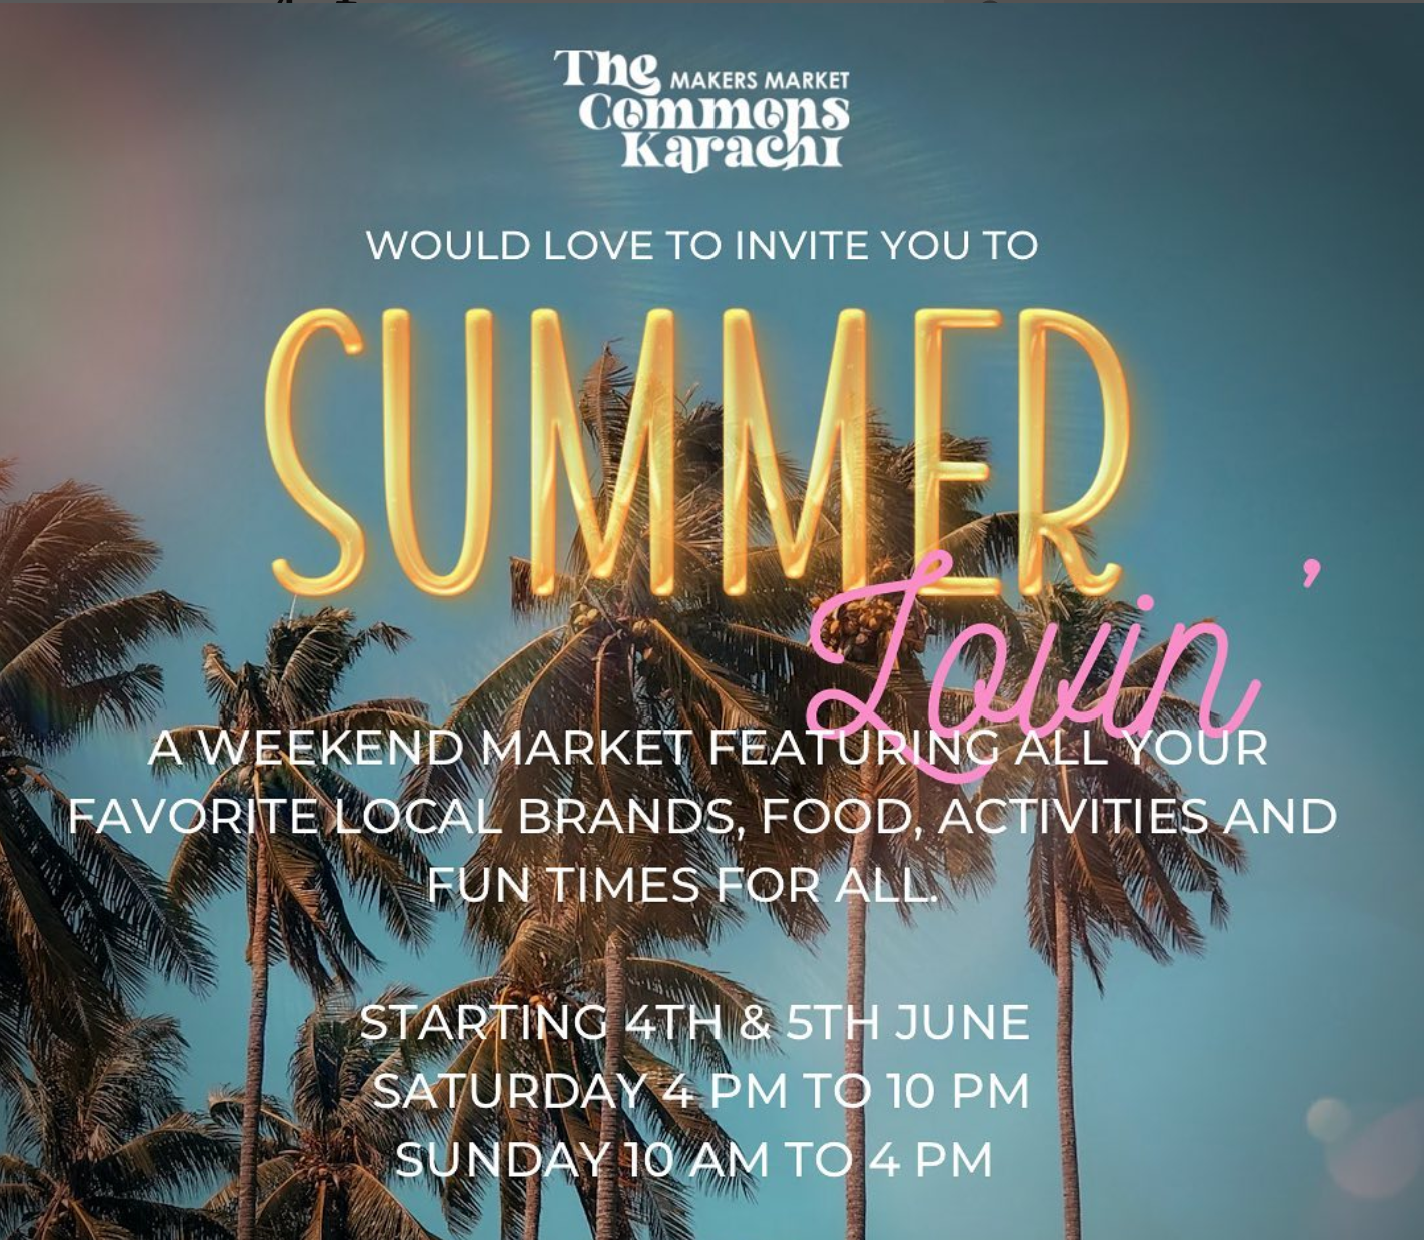 The MAKERS MARKET
Commons
Karachi
WOULD LOVE TO INVITE YOU TO
SUMMER
Lovin'
A WEEKEND MARKET FEATURING ALL YOUR
FAVORITE LOCAL BRANDS, FOOD, ACTIVITIES AND
FUN TIMES FOR ALL.
STARTING 4TH & 5TH JUNE
SATURDAY 4 PM TO 10 PM
SUNDAY 10 AM TO 4 PM